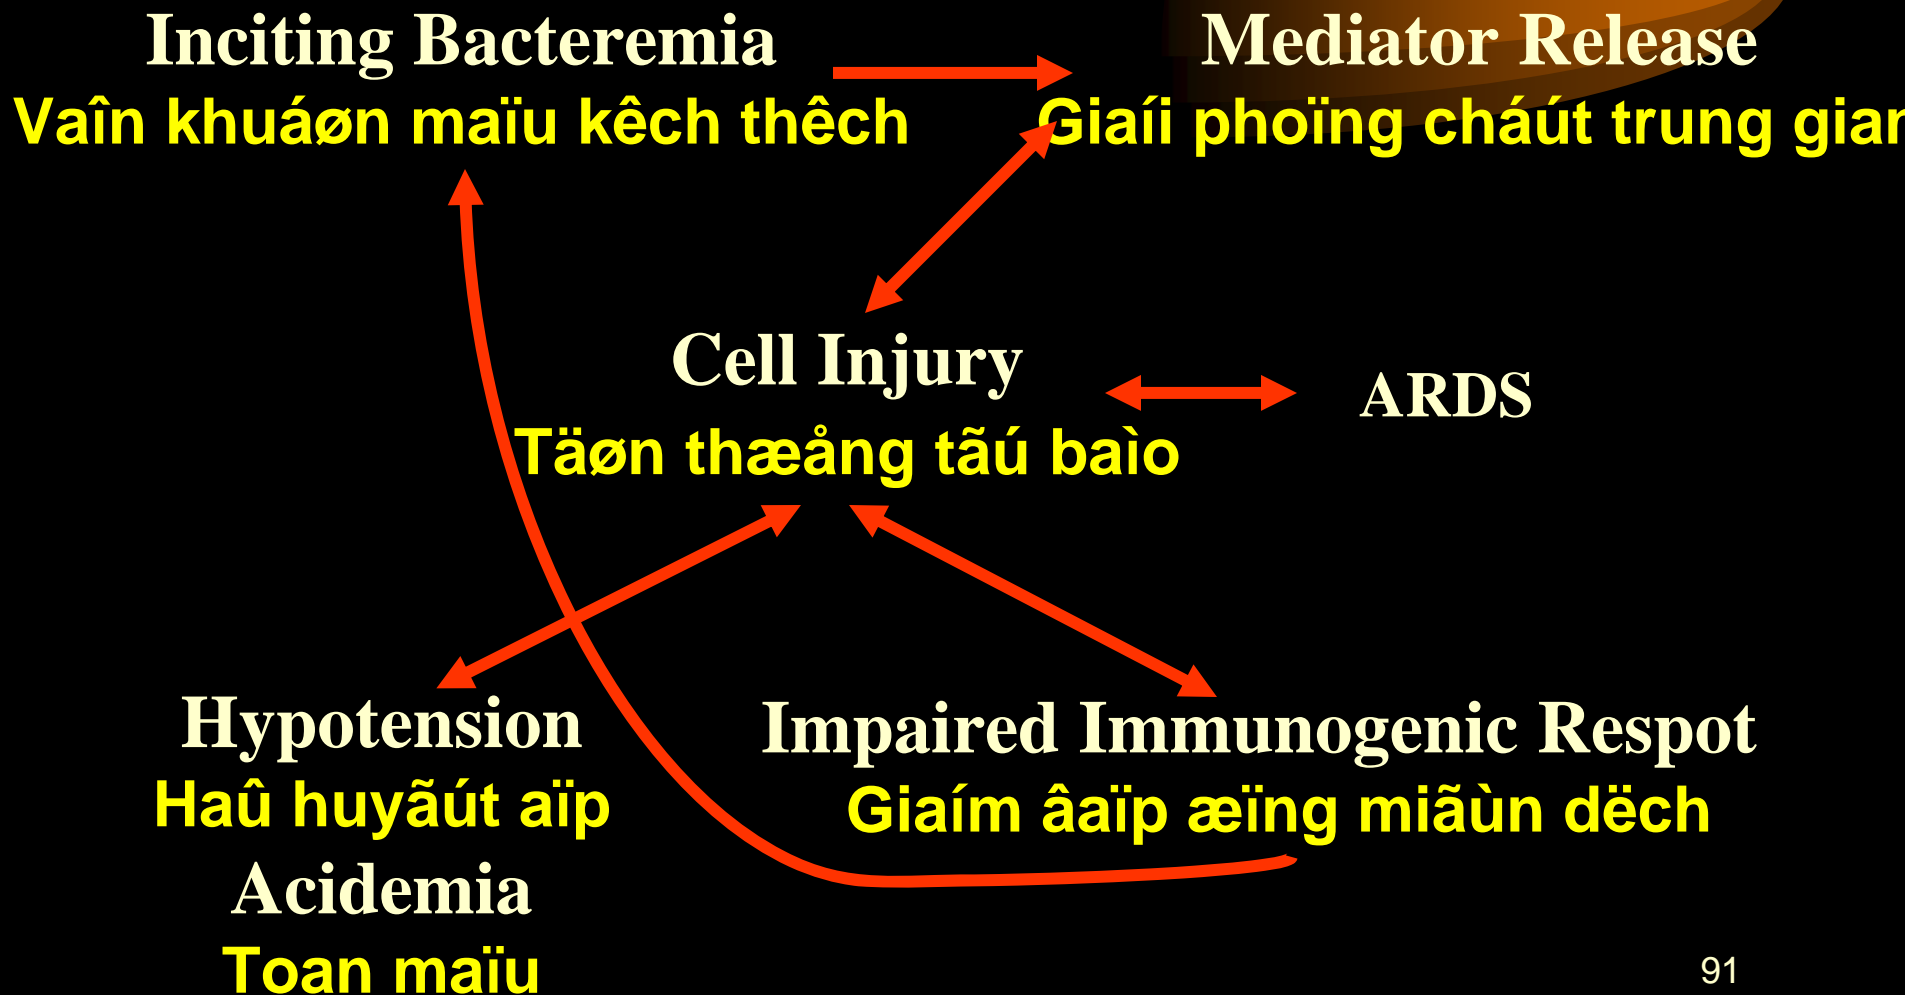 Inciting Bacteremia
Vaîn khuáøn maïu kêch thêch
Mediator Release
Giaíi phoïng cháút trung gian
Cell Injury
Täøn thæång tãú baìo
ARDS
Hypotension
Haû huyãút aïp
Acidemia
Toan maïu
Impaired Immunogenic Respot
Giaím âaïp æïng miãùn dëch
91